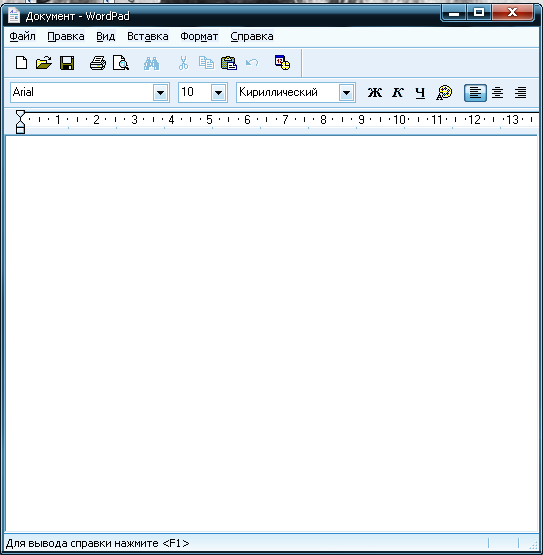 Документ - WordPad
Файл Правка Вид Вставка Формат Справка
Arial 10 Кириллический Ж К Ч
1 2 3 4 5 6 7 8 9 10 11 12 13
Для вывода справки нажмите <F1>